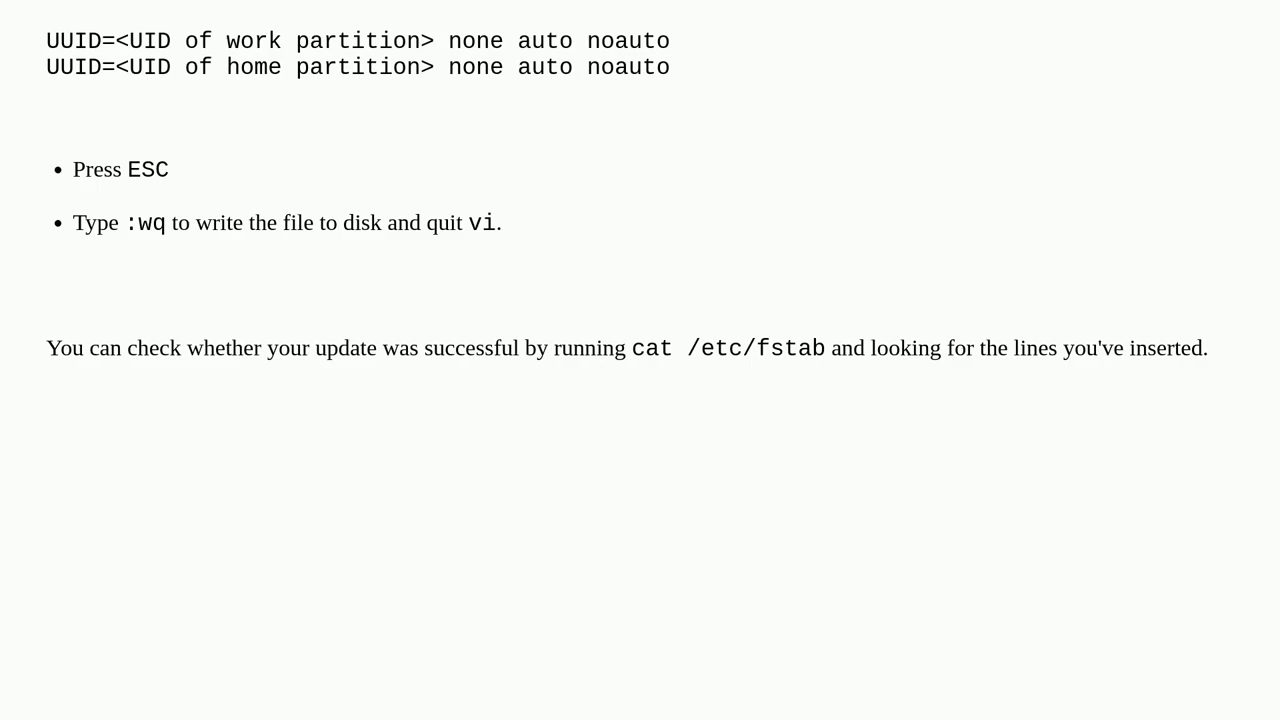 UUID=<UID of work partition> none auto noauto
UUID=<UID of home partition> none auto noauto
• Press ESC
• Type :wq to write the file to disk and quit vi.
You can check whether your update was successful by running cat /etc/fstab and looking for the lines you've inserted.